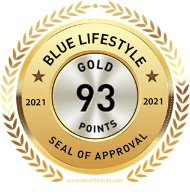 BLUE LIFESTYLE
GOLD
2021
93
2021
POINTS
SEAL OF APPROVAL
www.bluelifestyle.com